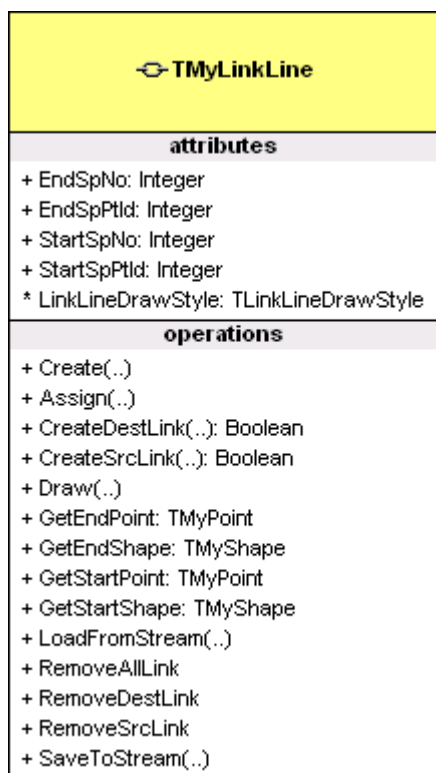 TMyLinkLine
attributes
+ EndSpNo: Integer
+ EndSpPtId: Integer
+ StartSpNo: Integer
+ StartSpPtId: Integer
* LinkLineDrawStyle: TLinkLineDrawStyle
operations
+ Create(..)
+ Assign(..)
+ CreateDestLink(..): Boolean
+ CreateSrcLink(..): Boolean
+ Draw(..)
+ GetEndPoint: TMyPoint
+ GetEndShape: TMyShape
+ GetStartPoint: TMyPoint
+ GetStartShape: TMyShape
+ LoadFromStream(..)
+ RemoveAllLink
+ RemoveDestLink
+ RemoveSrcLink
+ SaveToStream(..)